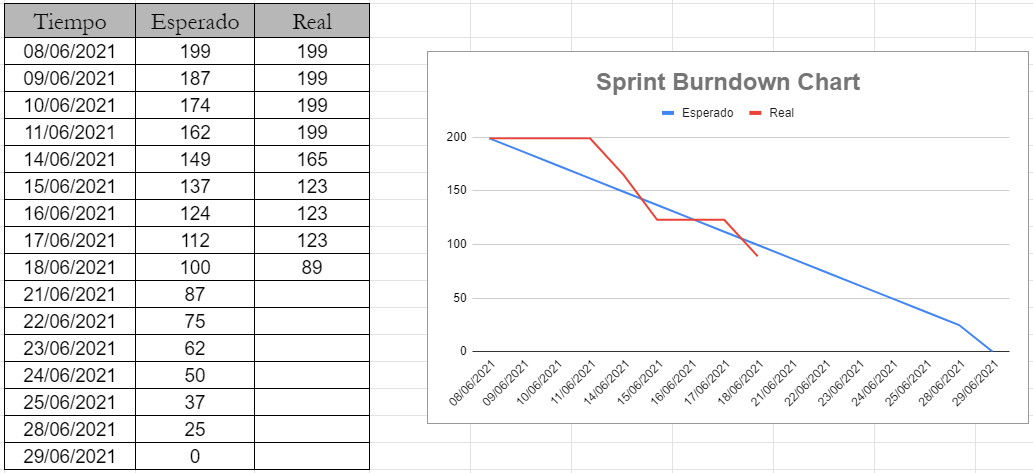 Tiempo Esperado Real
08/06/2021 199 199
09/06/2021 187 199
10/06/2021 174 199
11/06/2021 162 199
14/06/2021 149 165
15/06/2021 137 123
16/06/2021 124 123
17/06/2021 112 123
18/06/2021 100 89
21/06/2021 87
22/06/2021 75
23/06/2021 62
24/06/2021 50
25/06/2021 37
28/06/2021 25
29/06/2021 0
Sprint Burndown Chart
Esperado Real
200
150
100
50
0
08/06/2021 09/06/2021 10/06/2021 11/06/2021 14/06/2021 15/06/2021 16/06/2021 17/06/2021 18/06/2021 21/06/2021 22/06/2021 23/06/2021 24/06/2021 25/06/2021 28/06/2021 29/06/2021